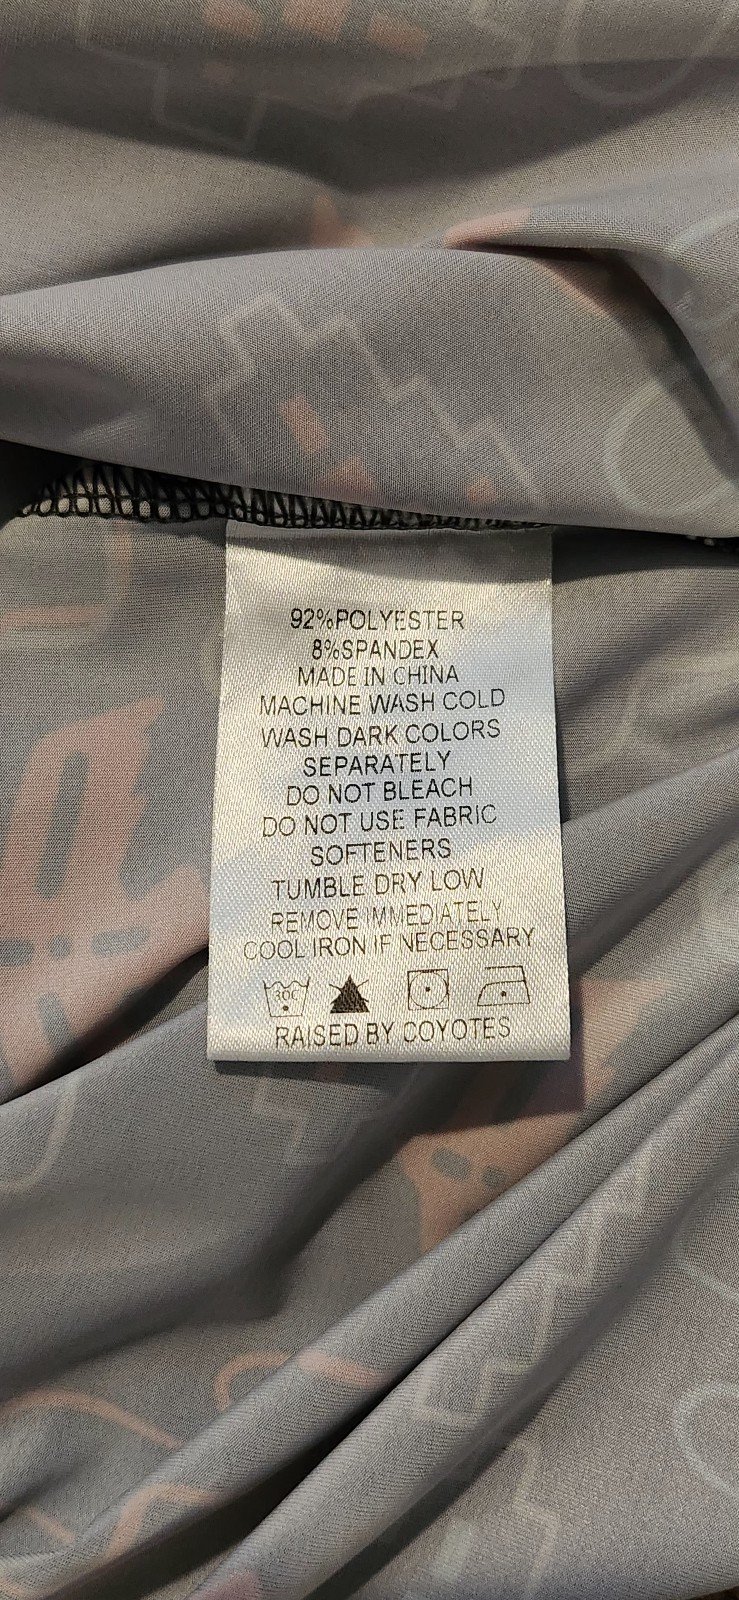 92%POLYESTER
8%SPANDEX
MADE IN CHINA
MACHINE WASH COLD
WASH DARK COLORS
SEPARATELY
DO NOT BLEACH
DO NOT USE FABRIC
SOFTENERS
TUMBLE DRY LOW
REMOVE IMMEDIATELY
COOL IRON IF NECESSARY
30C
RAISED BY COYOTES